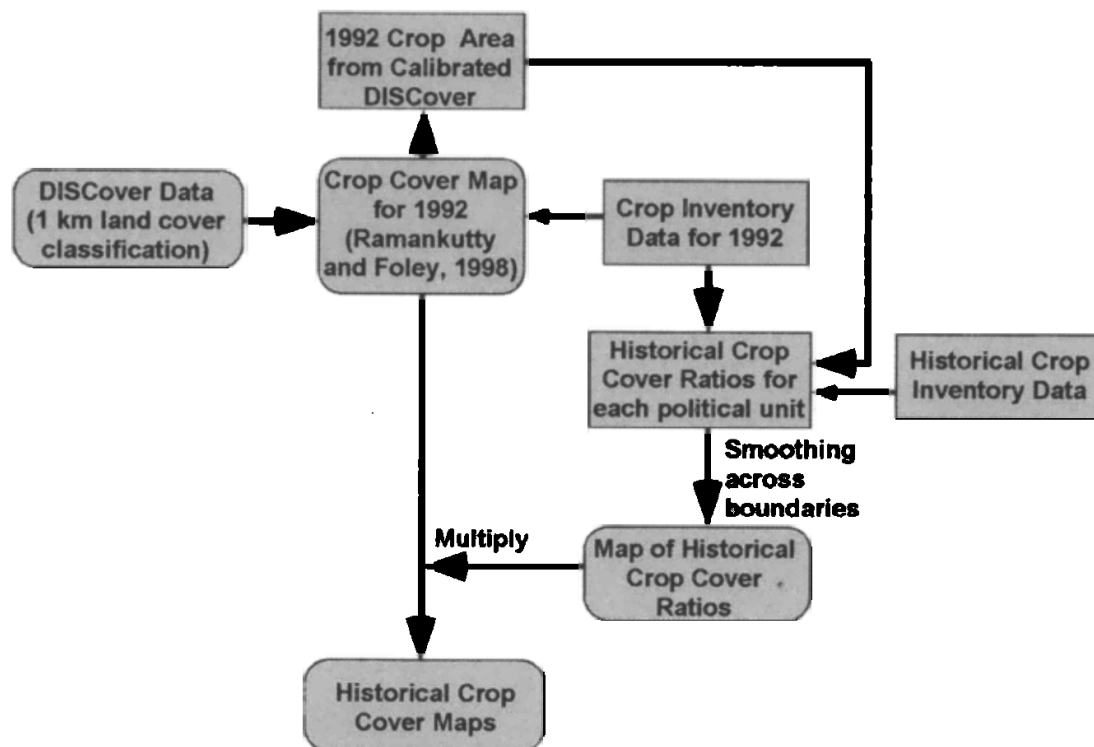 1992 Crop Area
from Calibrated
DISCover
DISCover Data
(1 km land cover
classification)
Crop Cover Map
for 1992
(Ramankutty
and Foley, 1998)
Crop Inventory
Data for 1992
Historical Crop
Cover Ratios for
each political unit
Historical Crop
Inventory Data
Smoothing
across
boundaries
Multiply
Map of Historical
Crop Cover
Ratios
Historical Crop
Cover Maps